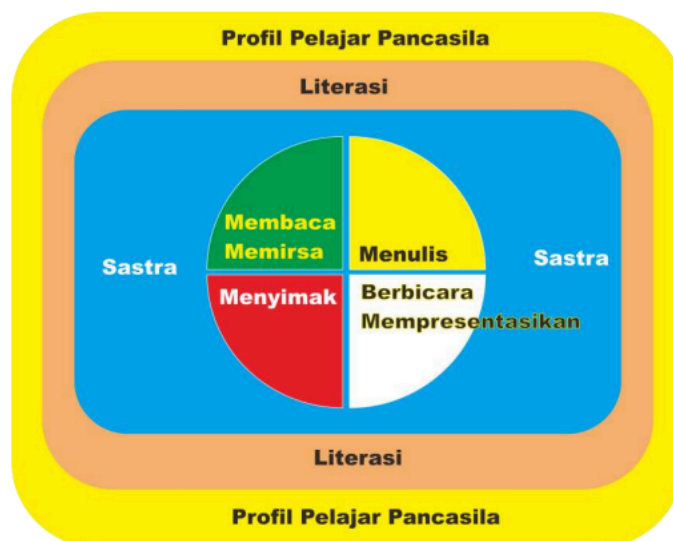 Profil Pelajar Pancasila
Literasi
Sastra
Membaca
Memirsa
Menulis
Sastra
Menyimak
Berbicara
Mempresentasikan
Literasi
Profil Pelajar Pancasila